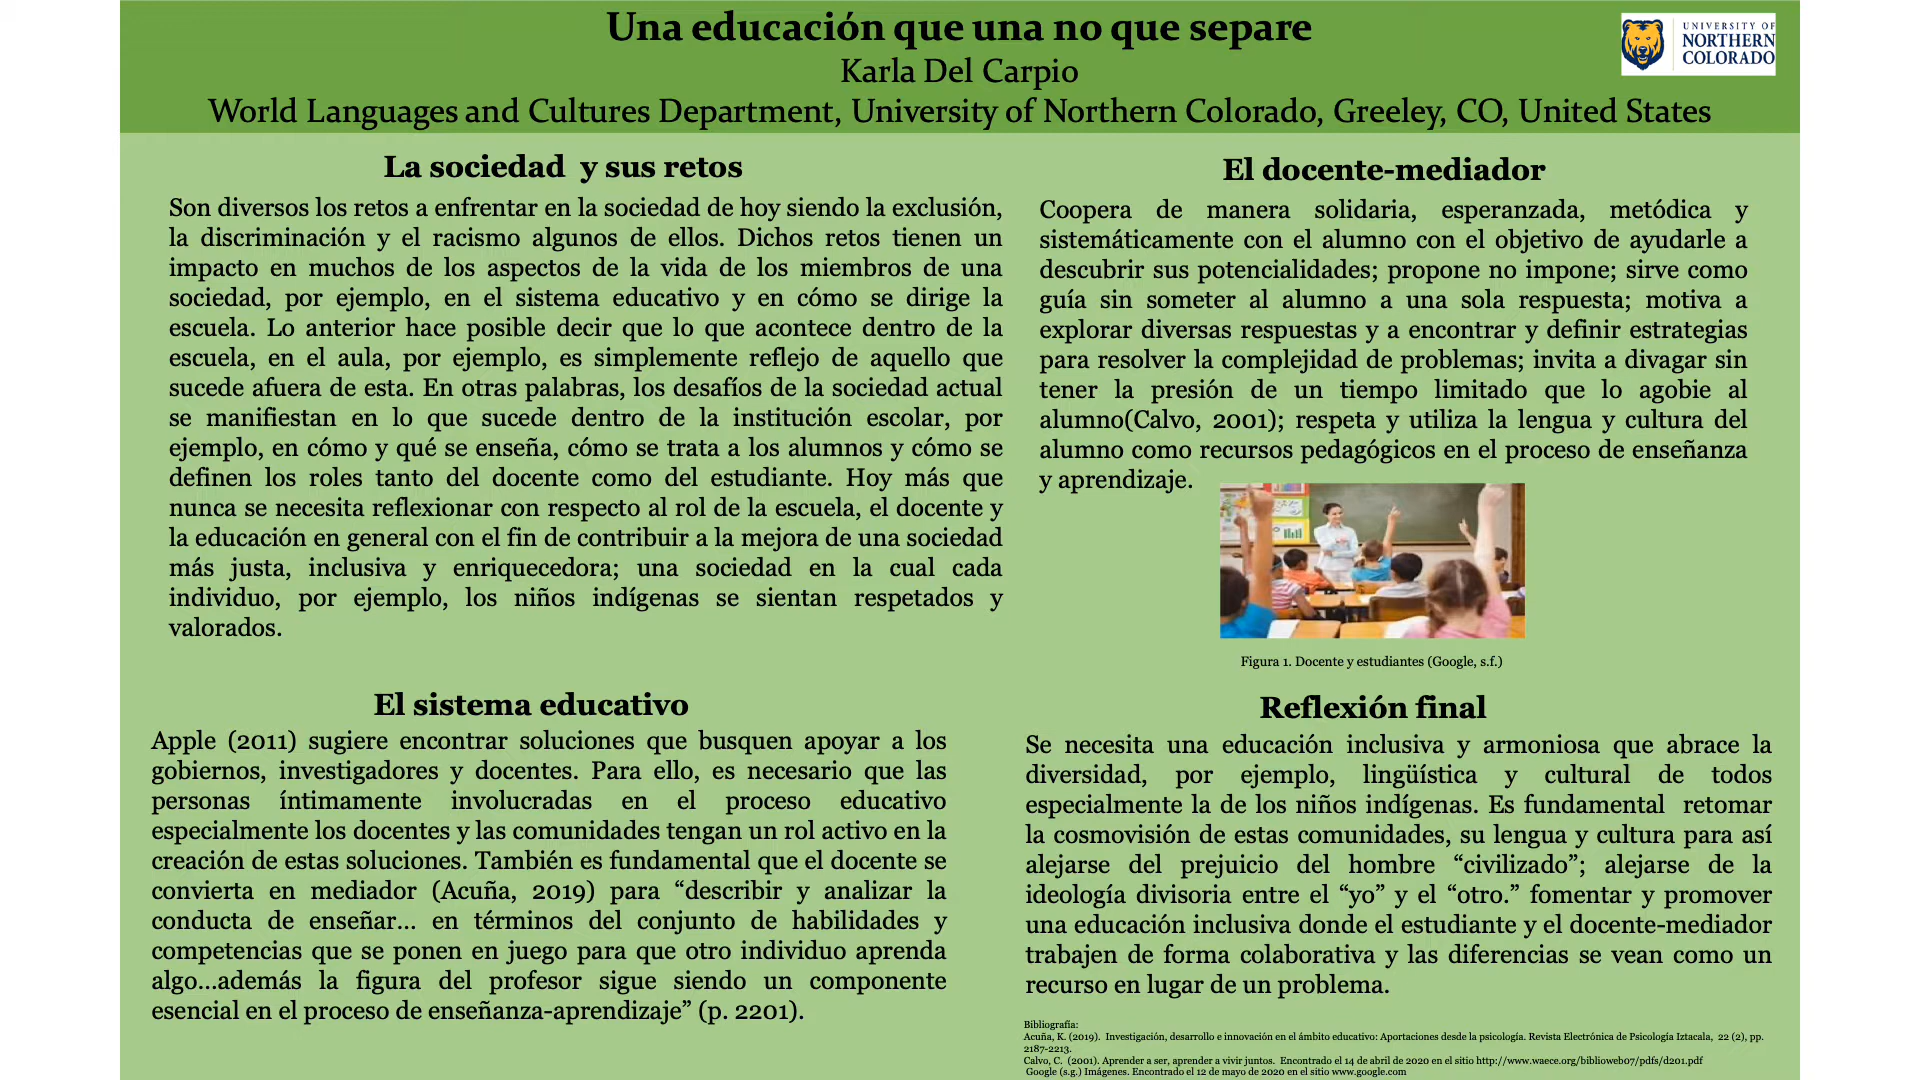 Una educación que una no que separe
Karla Del Carpio
World Languages and Cultures Department, University of Northern Colorado, Greeley, CO, United States
UNIVERSITY OF
NORTHERN
COLORADO
La sociedad y sus retos
Son diversos los retos a enfrentar en la sociedad de hoy siendo la exclusión,
la discriminación y el racismo algunos de ellos. Dichos retos tienen un
impacto en muchos de los aspectos de la vida de los miembros de una
sociedad, por ejemplo, en el sistema educativo y en cómo se dirige la
escuela. Lo anterior hace posible decir que lo que acontece dentro de la
escuela, en el aula, por ejemplo, es simplemente reflejo de aquello que
sucede afuera de esta. En otras palabras, los desafíos de la sociedad actual
se manifiestan en lo que sucede dentro de la institución escolar, por
ejemplo, en cómo y qué se enseña, cómo se trata a los alumnos y cómo se
definen los roles tanto del docente como del estudiante. Hoy más que
nunca se necesita reflexionar con respecto al rol de la escuela, el docente y
la educación en general con el fin de contribuir a la mejora de una sociedad
más justa, inclusiva y enriquecedora; una sociedad en la cual cada
individuo, por ejemplo, los niños indígenas se sientan respetados y
valorados.
El sistema educativo
Apple (2011) sugiere encontrar soluciones que busquen apoyar a los
gobiernos, investigadores y docentes. Para ello, es necesario que las
personas íntimamente involucradas en el proceso educativo
especialmente los docentes y las comunidades tengan un rol activo en la
creación de estas soluciones. También es fundamental que el docente se
convierta en mediador (Acuña, 2019) para “describir y analizar la
conducta de enseñar... en términos del conjunto de habilidades y
competencias que se ponen en juego para que otro individuo aprenda
algo...además la figura del profesor sigue siendo un componente
esencial en el proceso de enseñanza-aprendizaje” (p. 2201).
El docente-mediador
Coopera de manera solidaria, esperanzada, metódica y
sistemáticamente con el alumno con el objetivo de ayudarle a
descubrir sus potencialidades; propone no impone; sirve como
guía sin someter al alumno a una sola respuesta; motiva a
explorar diversas respuestas y a encontrar y definir estrategias
para resolver la complejidad de problemas; invita a divagar sin
tener la presión de un tiempo limitado que lo agobie al
alumno(Calvo, 2001); respeta y utiliza la lengua y cultura del
alumno como recursos pedagógicos en el proceso de enseñanza
y aprendizaje.
Figura 1. Docente y estudiantes (Google, s.f.)
Reflexión final
Se necesita una educación inclusiva y armoniosa que abrace la
diversidad, por ejemplo, lingüística y cultural de todos
especialmente la de los niños indígenas. Es fundamental retomar
la cosmovisión de estas comunidades, su lengua y cultura para así
alejarse del prejuicio del hombre “civilizado”; alejarse de la
ideología divisoria entre el “yo” y el “otro.” fomentar y promover
una educación inclusiva donde el estudiante y el docente-mediador
trabajen de forma colaborativa y las diferencias se vean como un
recurso en lugar de un problema.
Bibliografía:
Acuña, K. (2019). Investigación, desarrollo e innovación en el ámbito educativo: Aportaciones desde la psicología. Revista Electrónica de Psicología Iztacala, 22 (2), pp.
2187-2213.
Calvo, C. (2001). Aprender a ser, aprender a vivir juntos. Encontrado el 14 de abril de 2020 en el sitio http://www.waece.org/biblioweb07/pdfs/d201.pdf
Google (s.g.) Imágenes. Encontrado el 12 de mayo de 2020 en el sitio www.google.com